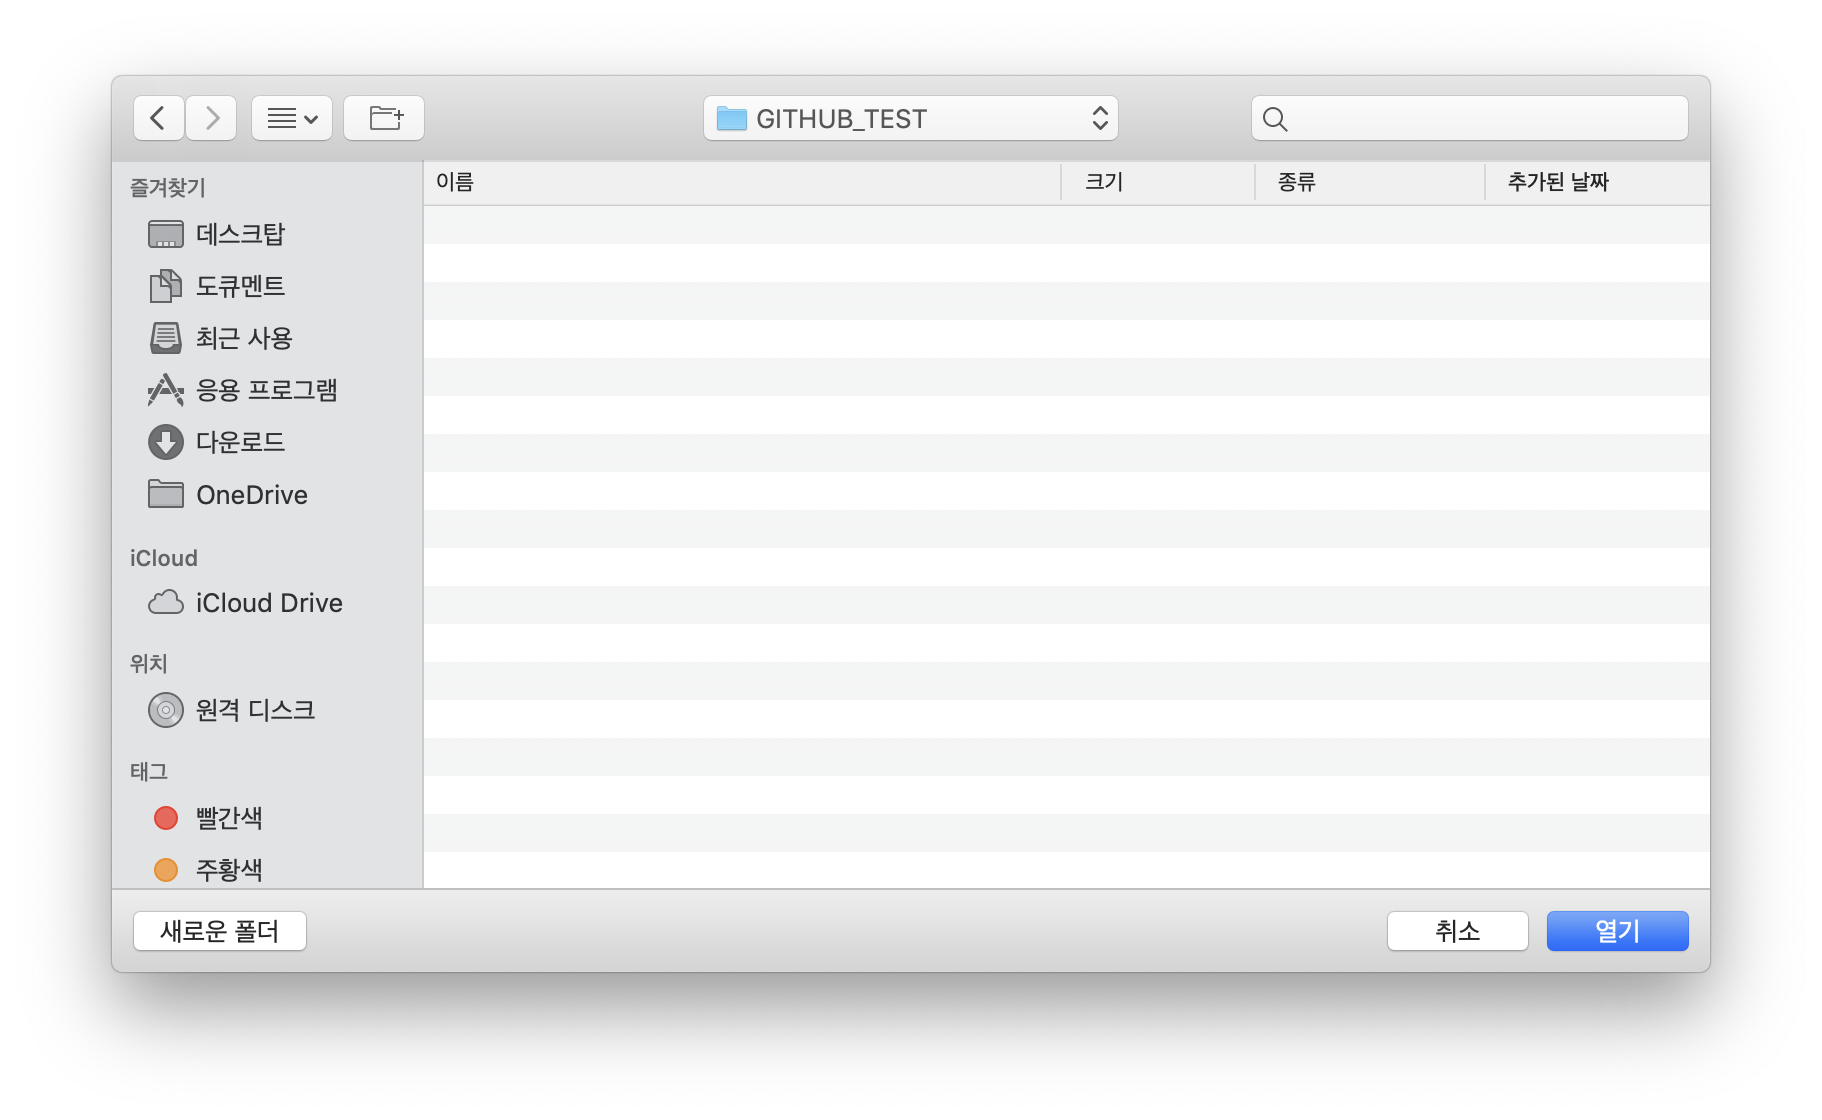 GITHUB_TEST
즐겨찾기
데스크탑
도큐멘트
최근 사용
응용 프로그램
다운로드
OneDrive
iCloud
iCloud Drive
위치
원격 디스크
태그
빨간색
주황색
이름 크기 종류 추가된 날짜
새로운 폴더 취소 열기